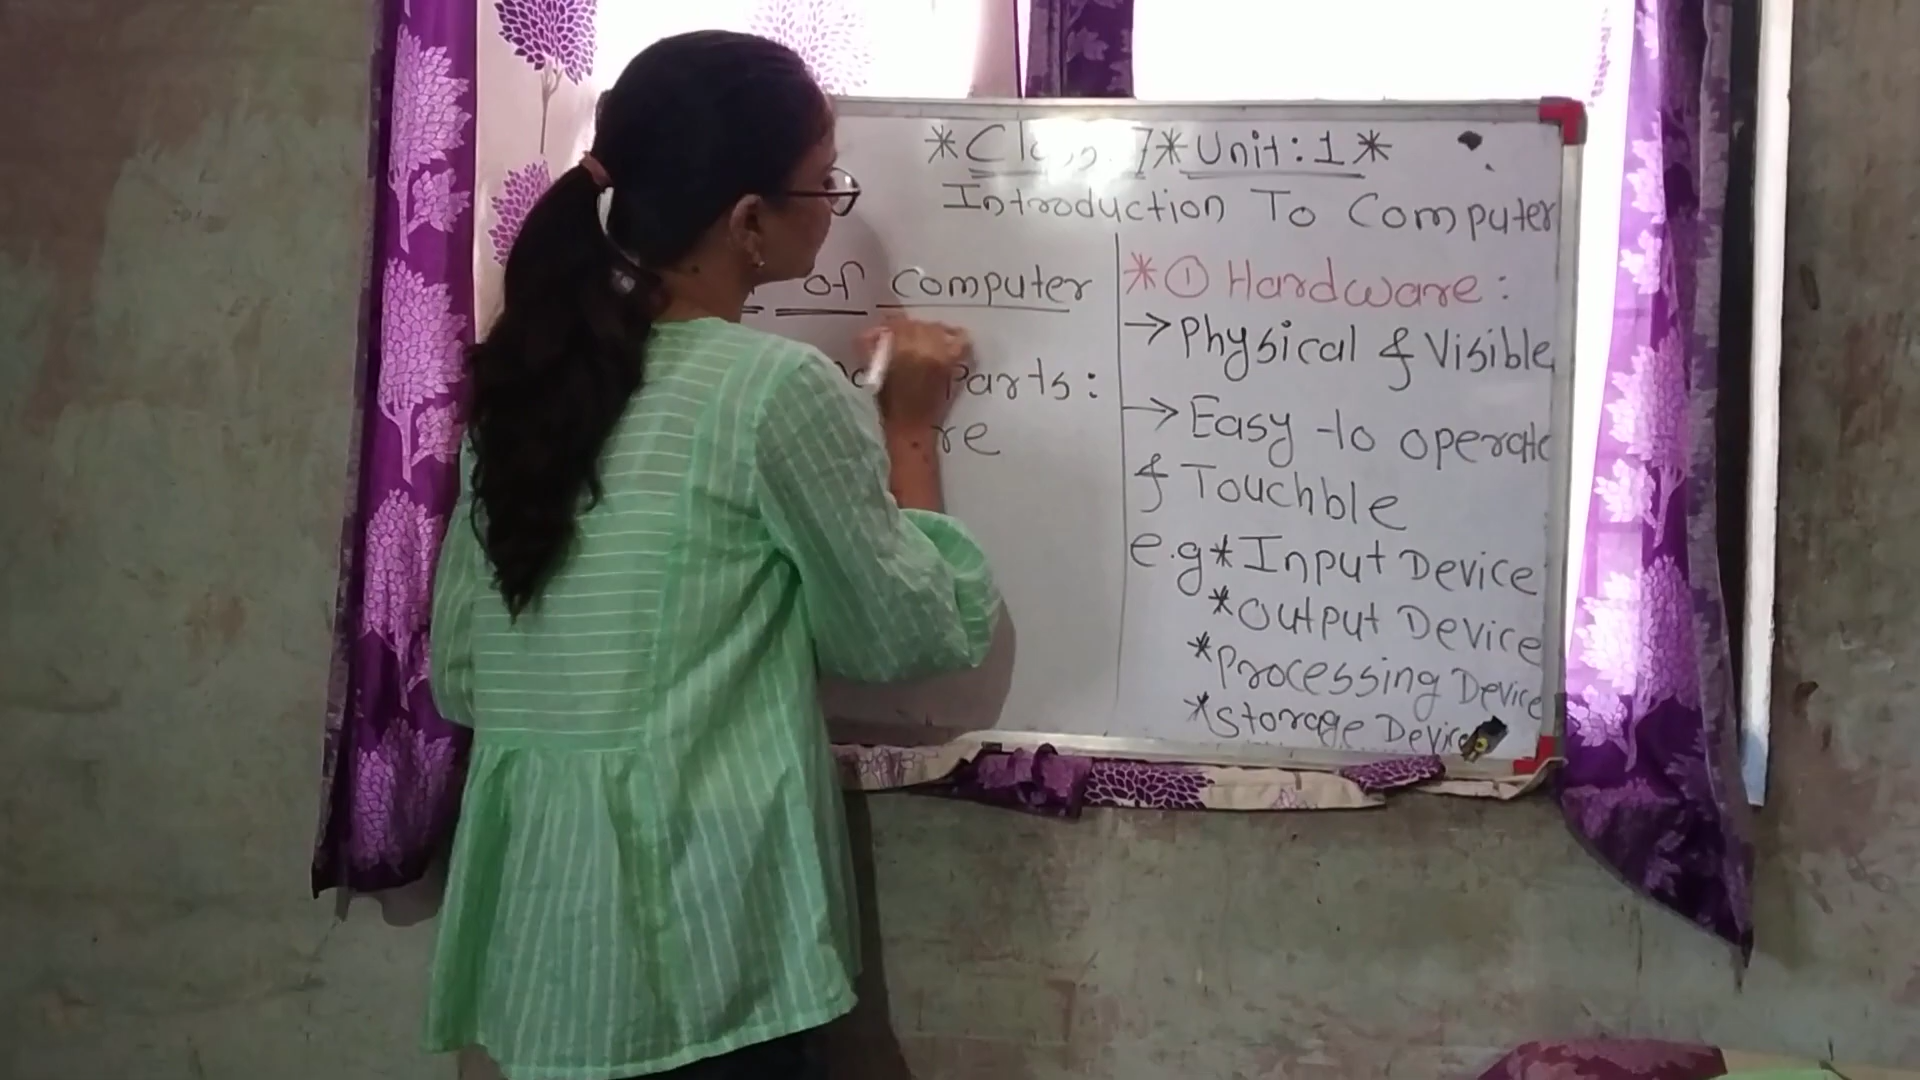 *Class 7* Unit:1*
Introduction To Computer
of computer
Parts:
*① Hardware:
→ Physical & Visible
→ Easy to operate
& Touchble
e.g * Input Device
* Output Device
* Processing Device
* Storage Device